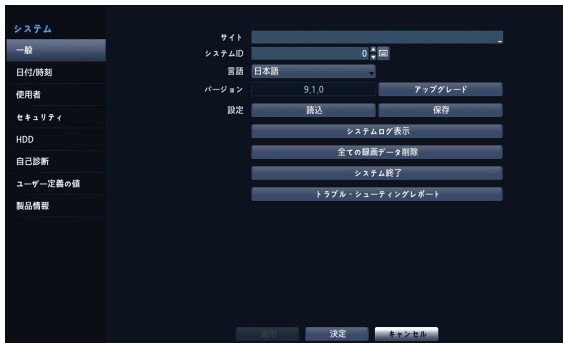 システム
一般
日付/時刻
使用者
セキュリティ
HDD
自己診断
ユーザー定義の値
製品情報
サイト
システムID 0
言語 日本語
バージョン 9,1,0 アップグレード
設定 読込 保存
システムログ表示
全ての録画データ削除
システム終了
トラブル・シューティングレポート
適用 決定 キャンセル